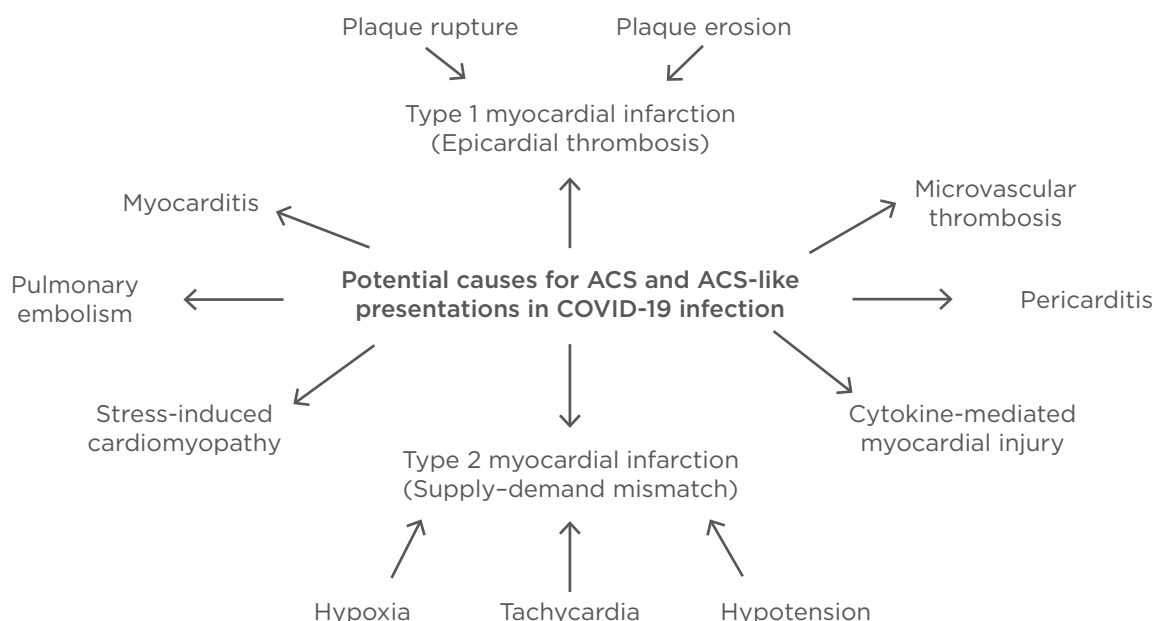 Plaque rupture
Plaque erosion
Type 1 myocardial infarction
(Epicardial thrombosis)
Myocarditis
Microvascular
thrombosis
Pulmonary
embolism
Potential causes for ACS and ACS-like
presentations in COVID-19 infection
Pericarditis
Stress-induced
cardiomyopathy
Cytokine-mediated
myocardial injury
Type 2 myocardial infarction
(Supply–demand mismatch)
Hypoxia
Tachycardia
Hypotension